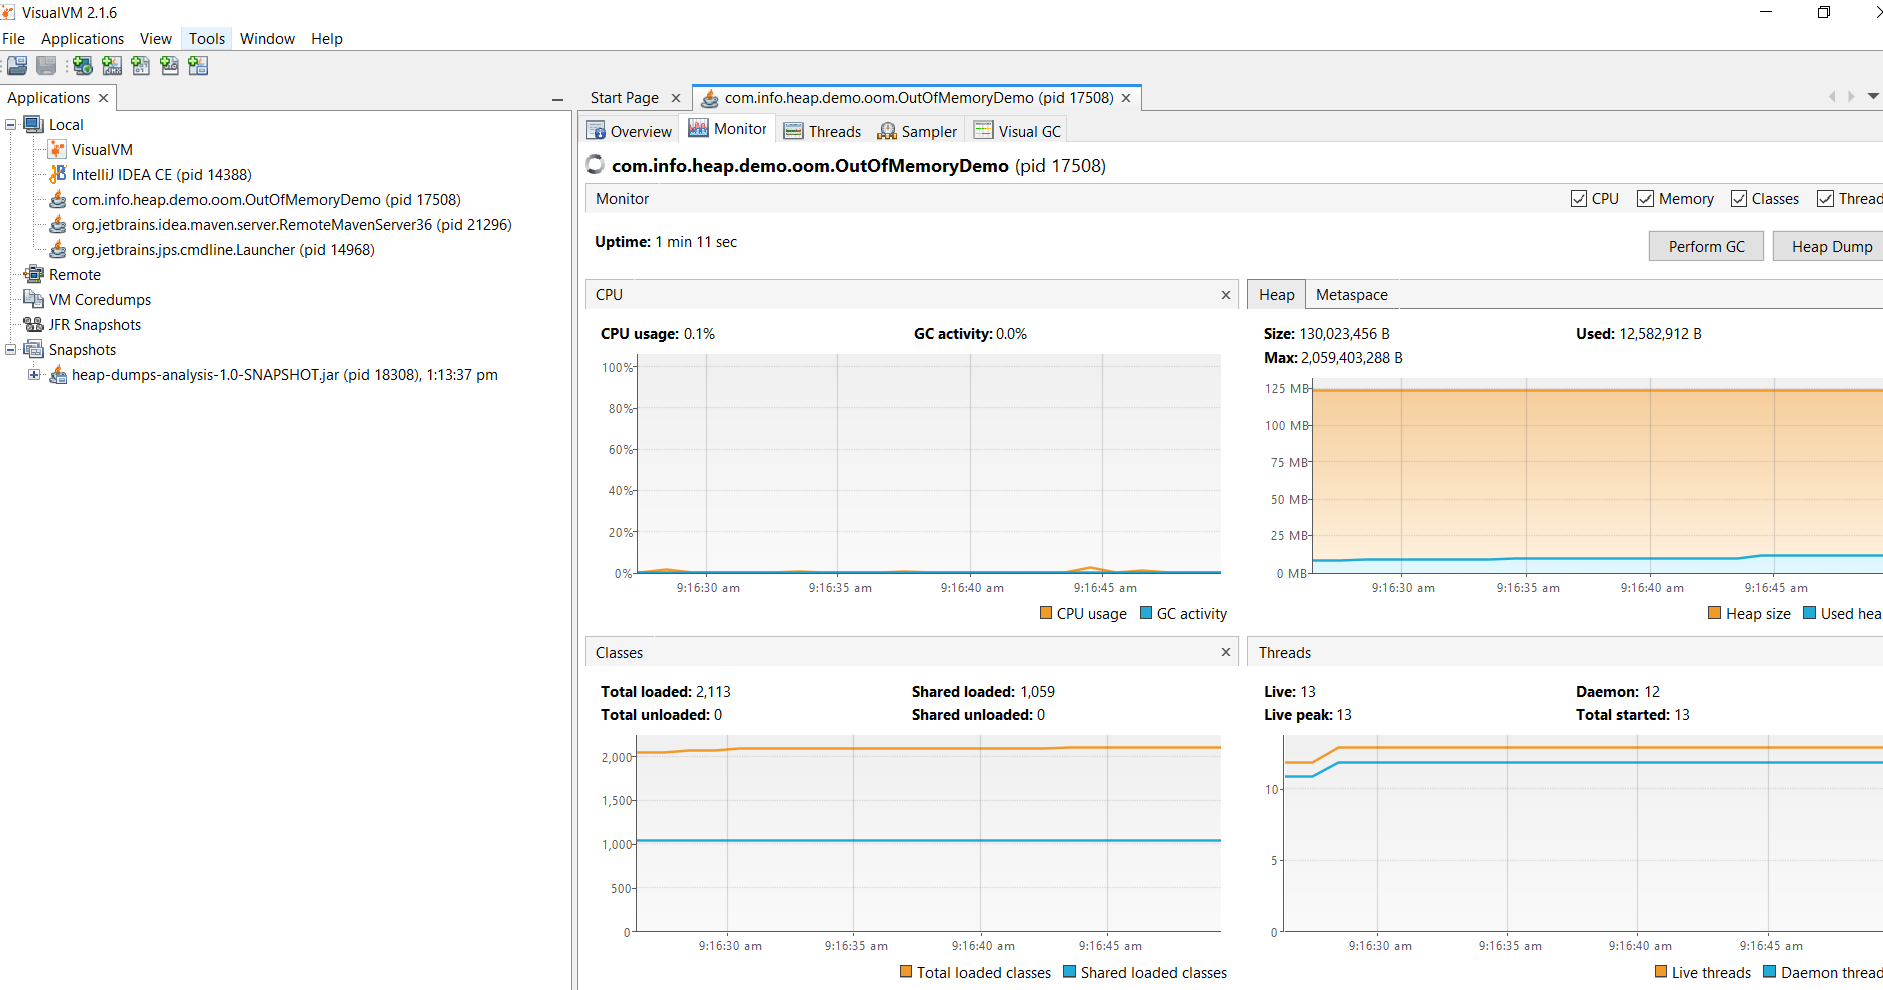 VisualVM 2.1.6
File Applications View Tools Window Help
Applications
Local
VisualVM
IntelliJ IDEA CE (pid 14388)
com.info.heap.demo.oom.OutOfMemoryDemo (pid 17508)
org.jetbrains.idea.maven.server.RemoteMavenServer36 (pid 21296)
org.jetbrains.jps.cmdline.Launcher (pid 14968)
Remote
VM Coredumps
JFR Snapshots
Snapshots
heap-dumps-analysis-1.0-SNAPSHOT.jar (pid 18308), 1:13:37 pm
Start Page com.info.heap.demo.oom.OutOfMemoryDemo (pid 17508)
Overview Monitor Threads Sampler Visual GC
com.info.heap.demo.oom.OutOfMemoryDemo (pid 17508)
Monitor CPU Memory Classes Thread
Uptime: 1 min 11 sec
Perform GC Heap Dump
CPU
CPU usage: 0.1% GC activity: 0.0%
100%
80%
60%
40%
20%
0%
9:16:30 am 9:16:35 am 9:16:40 am 9:16:45 am
CPU usage GC activity
Heap Metaspace
Size: 130,023,456 B Used: 12,582,912 B
Max: 2,059,403,288 B
125 MB
100 MB
75 MB
50 MB
25 MB
0 MB
9:16:30 am 9:16:35 am 9:16:40 am 9:16:45 am
Heap size Used hea
Classes
Total loaded: 2,113 Shared loaded: 1,059
Total unloaded: 0 Shared unloaded: 0
2,000
1,500
1,000
500
0
9:16:30 am 9:16:35 am 9:16:40 am 9:16:45 am
Total loaded classes Shared loaded classes
Threads
Live: 13 Daemon: 12
Live peak: 13 Total started: 13
10
5
0
9:16:30 am 9:16:35 am 9:16:40 am 9:16:45 am
Live threads Daemon thread